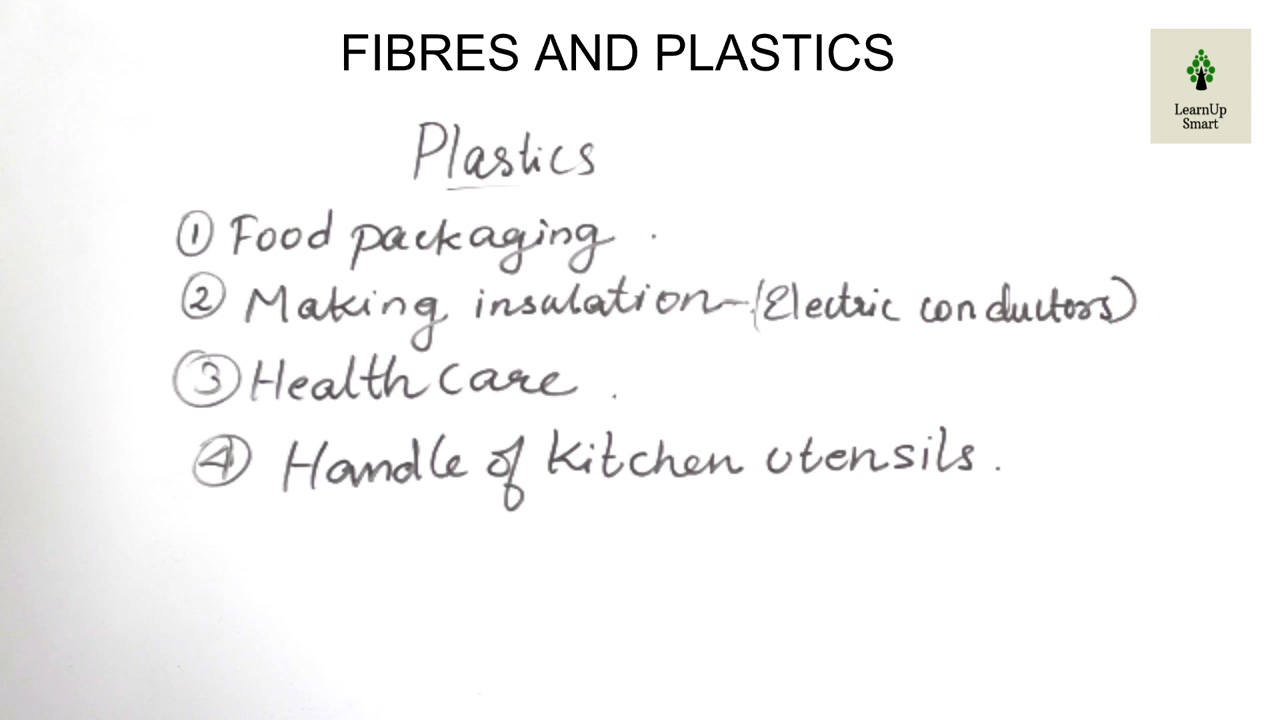 FIBRES AND PLASTICS
LearnUp
Smart
Plastics
① Food packaging .
② Making insulation-(Electric conductors)
③ Health care .
④ Handle of kitchen utensils .